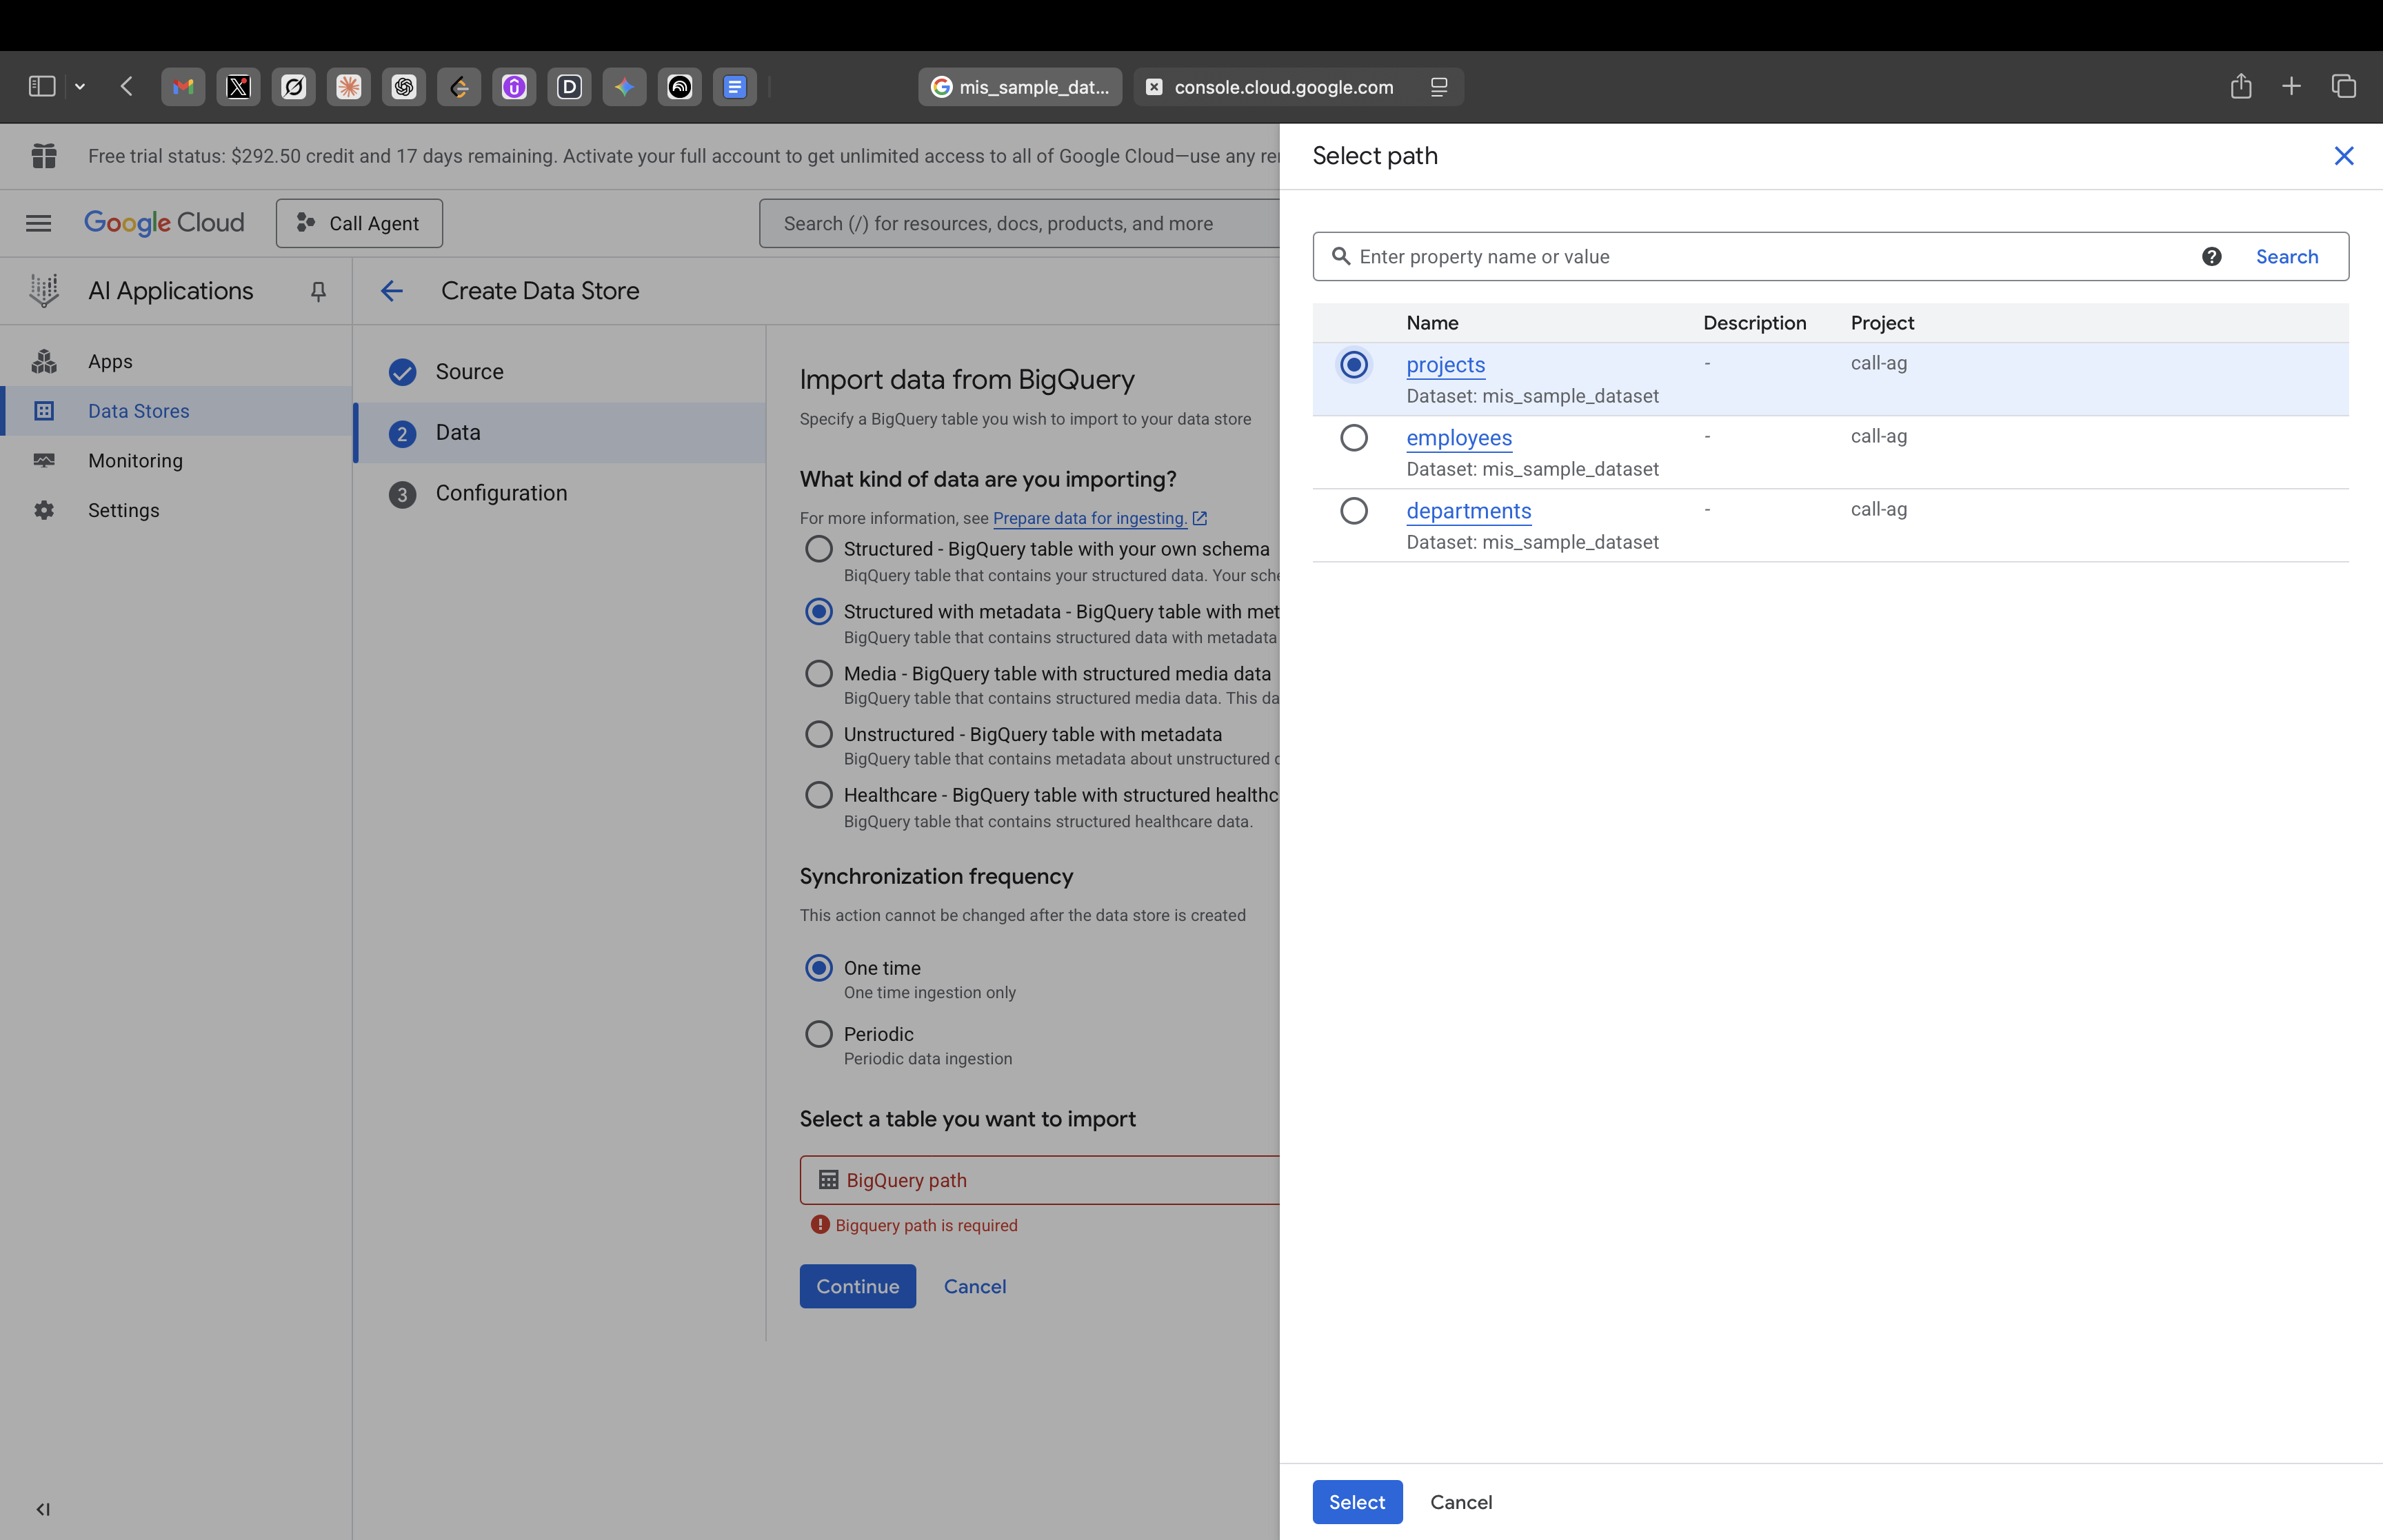 mis_sample_dat...
console.cloud.google.com
Free trial status: $292.50 credit and 17 days remaining. Activate your full account to get unlimited access to all of Google Cloud—use any
Google Cloud
Call Agent
Search (/) for resources, docs, products, and more
AI Applications
Apps
Data Stores
Monitoring
Settings
Create Data Store
Source
2 Data
3 Configuration
Import data from BigQuery
Specify a BigQuery table you wish to import to your data store
What kind of data are you importing?
For more information, see Prepare data for ingesting.
Structured - BigQuery table with your own schema
BiqQuery table that contains your structured data. Your
Structured with metadata - BigQuery table with
BigQuery table that contains structured data with metadata
Media - BigQuery table with structured media data
BigQuery table that contains structured media data. This
Unstructured - BigQuery table with metadata
BigQuery table that contains metadata about unstructured
Healthcare - BigQuery table with structured
BigQuery table that contains structured healthcare data.
Synchronization frequency
This action cannot be changed after the data store is created
One time
One time ingestion only
Periodic
Periodic data ingestion
Select a table you want to import
BigQuery path
Bigquery path is required
Continue Cancel
Select path
Enter property name or value
Search
Name Description Project
projects - call-ag
Dataset: mis_sample_dataset
employees - call-ag
Dataset: mis_sample_dataset
departments - call-ag
Dataset: mis_sample_dataset
Select Cancel